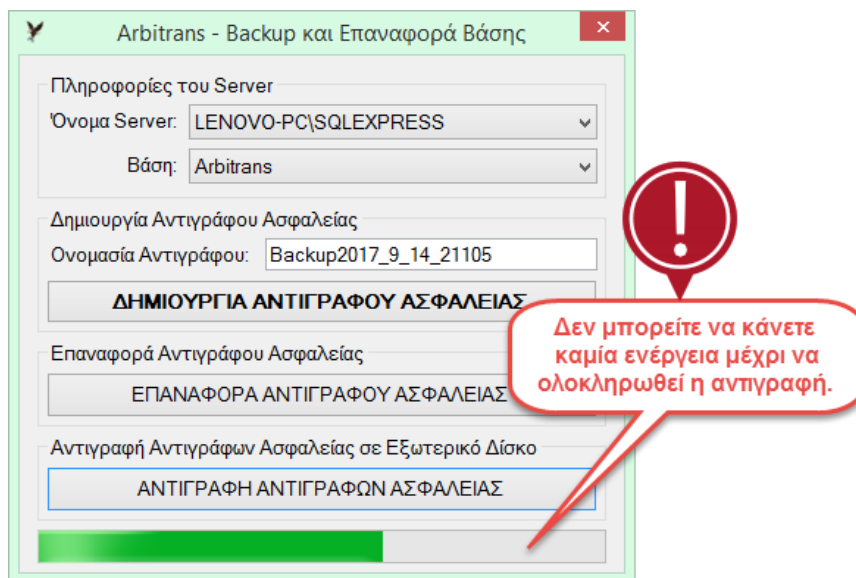 Arbitrans - Backup και Επαναφορά Βάσης
Πληροφορίες του Server
Όνομα Server: LENOVO-PC\SQLEXPRESS
Βάση: Arbitrans
Δημιουργία Αντιγράφου Ασφαλείας
Ονομασία Αντιγράφου: Backup2017_9_14_21105
ΔΗΜΙΟΥΡΓΙΑ ΑΝΤΙΓΡΑΦΟΥ ΑΣΦΑΛΕΙΑΣ
Δεν μπορείτε να κάνετε
καμία ενέργεια μέχρι να
ολοκληρωθεί η αντιγραφή.
Επαναφορά Αντιγράφου Ασφαλείας
ΕΠΑΝΑΦΟΡΑ ΑΝΤΙΓΡΑΦΟΥ ΑΣΦΑΛΕΙΑΣ
Αντιγραφή Αντιγράφων Ασφαλείας σε Εξωτερικό Δίσκο
ΑΝΤΙΓΡΑΦΗ ΑΝΤΙΓΡΑΦΩΝ ΑΣΦΑΛΕΙΑΣ